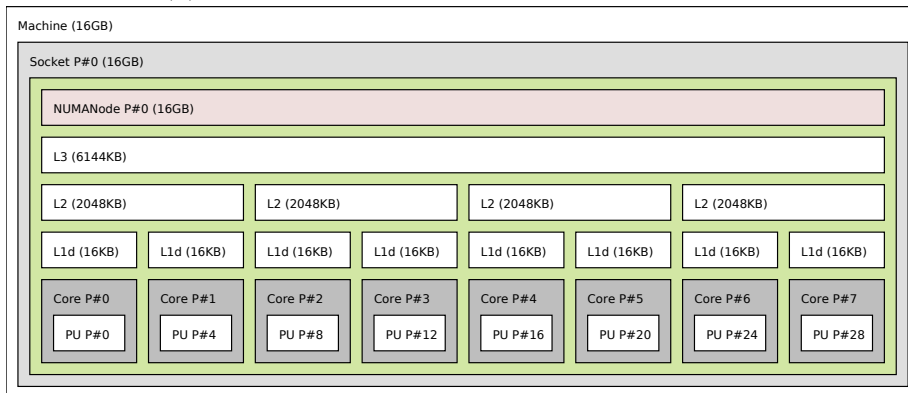 Machine (16GB)
Socket P#0 (16GB)
NUMANode P#0 (16GB)
L3 (6144KB)
L2 (2048KB) L2 (2048KB) L2 (2048KB) L2 (2048KB)
L1d (16KB) L1d (16KB) L1d (16KB) L1d (16KB) L1d (16KB) L1d (16KB) L1d (16KB) L1d (16KB)
Core P#0 Core P#1 Core P#2 Core P#3 Core P#4 Core P#5 Core P#6 Core P#7
PU P#0 PU P#4 PU P#8 PU P#12 PU P#16 PU P#20 PU P#24 PU P#28